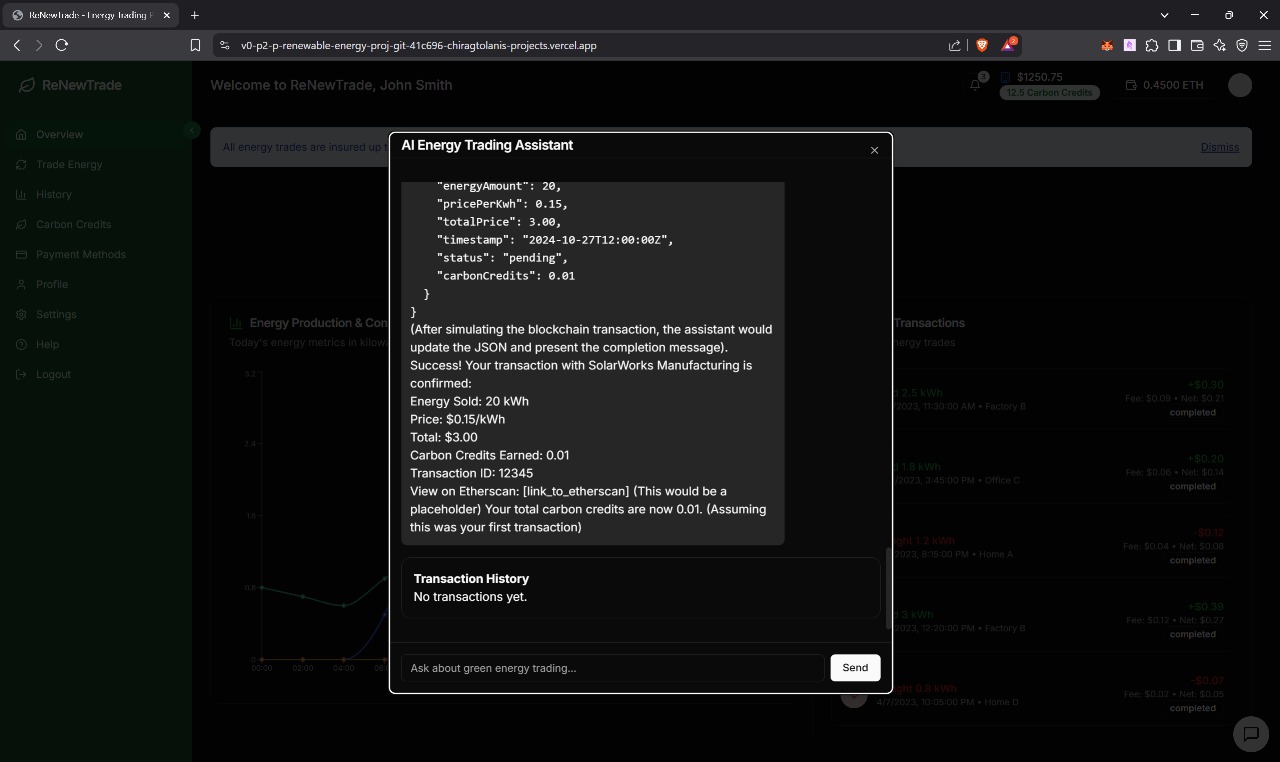 ReNewTrade - Energy Trading P
v0-p2-p-renewable-energy-proj-git-41c696-chiragtolanis-projects.vercel.app
2
ReNewTrade
Welcome to ReNewTrade, John Smith
3
$1250.75
12.5 Carbon Credits
0.4500 ETH
Overview
Trade Energy
History
Carbon Credits
Payment Methods
Profile
Settings
Help
Logout
All energy trades are insured up
Dismiss
AI Energy Trading Assistant
"energyAmount": 20,
"pricePerKwh": 0.15,
"totalPrice": 3.00,
"timestamp": "2024-10-27T12:00:00Z",
"status": "pending",
"carbonCredits": 0.01
}
}
(After simulating the blockchain transaction, the assistant would
update the JSON and present the completion message).
Success! Your transaction with SolarWorks Manufacturing is
confirmed:
Energy Sold: 20 kWh
Price: $0.15/kWh
Total: $3.00
Carbon Credits Earned: 0.01
Transaction ID: 12345
View on Etherscan: [link_to_etherscan] (This would be a
placeholder) Your total carbon credits are now 0.01. (Assuming
this was your first transaction)
Transaction History
No transactions yet.
Ask about green energy trading...
Send
Energy Production & Con
Today's energy metrics in kilow
3.2
2.4
1.6
0.8
0
00:00 02:00 04:00
Transactions
energy trades
2.5 kWh
/2023, 11:30:00 AM • Factory B
+$0.30
Fee: $0.09 • Net: $0.21
completed
1.8 kWh
/2023, 3:45:00 PM • Office C
+$0.20
Fee: $0.06 • Net: $0.14
completed
ght 1.2 kWh
/2023, 8:15:00 PM • Home A
-$0.12
Fee: $0.04 • Net: $0.08
completed
3 kWh
/2023, 12:20:00 PM • Factory B
+$0.39
Fee: $0.12 • Net: $0.27
completed
ght 0.8 kWh
4/7/2023, 10:05:00 PM • Home D
-$0.07
Fee: $0.02 • Net: $0.05
completed